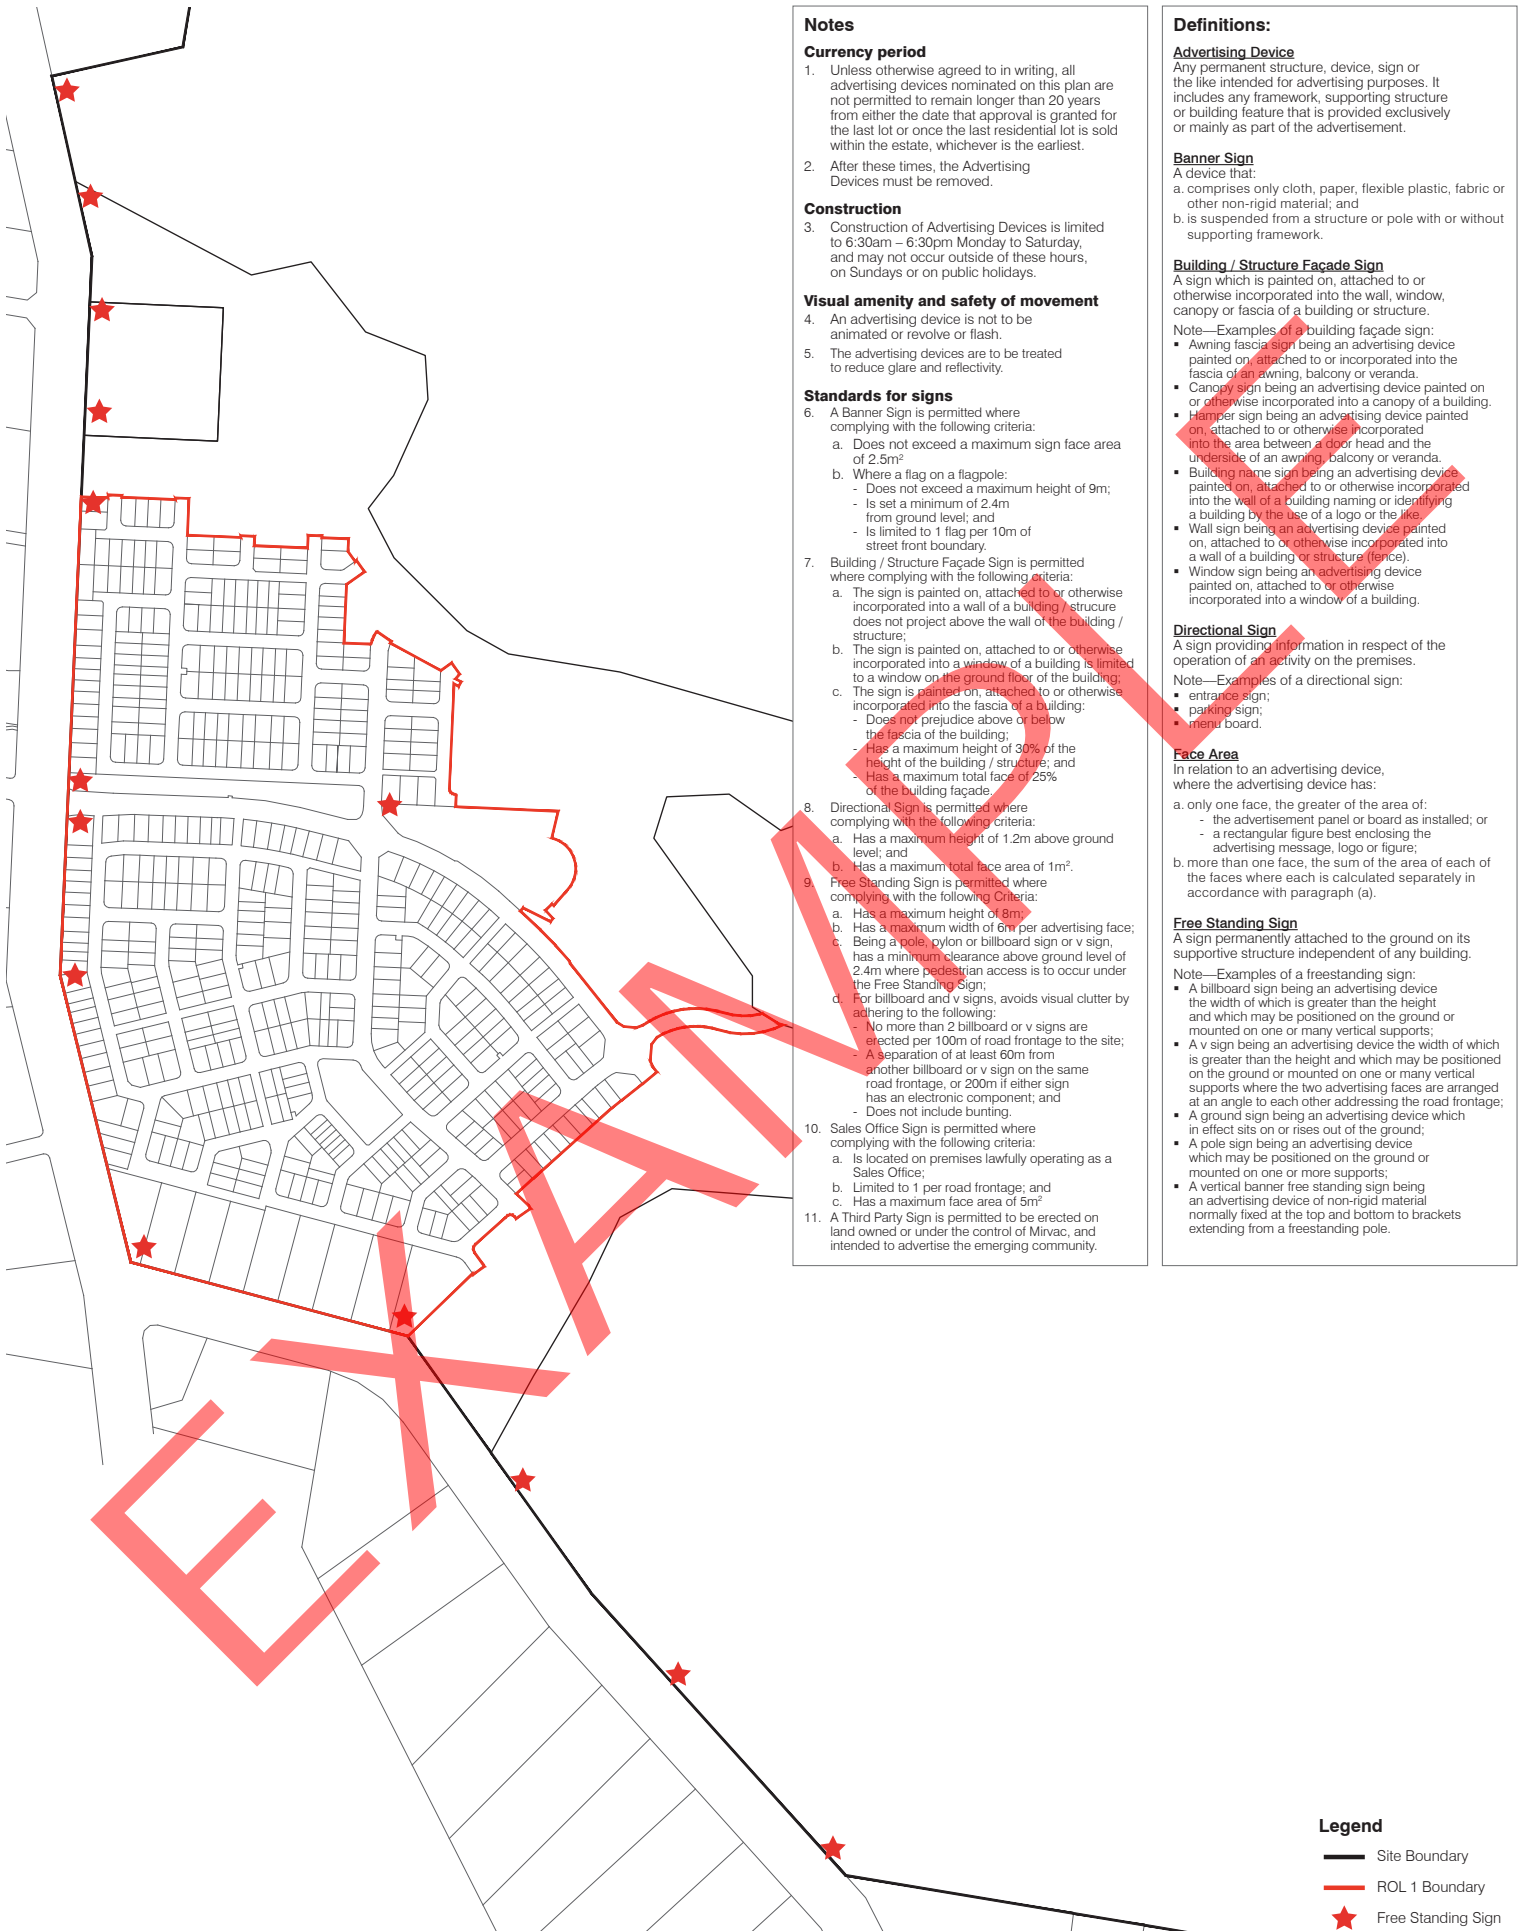 Notes
Currency period
1. Unless otherwise agreed to in writing, all
advertising devices nominated on this plan are
not permitted to remain longer than 20 years
from either the date that approval is granted for
the last lot or once the last residential lot is sold
within the estate, whichever is the earliest.
2. After these times, the Advertising
Devices must be removed.
Construction
3. Construction of Advertising Devices is limited
to 6:30am – 6:30pm Monday to Saturday,
and may not occur outside of these hours,
on Sundays or on public holidays.
Visual amenity and safety of movement
4. An advertising device is not to be
animated or revolve or flash.
5. The advertising devices are to be treated
to reduce glare and reflectivity.
Standards for signs
6. A Banner Sign is permitted where
complying with the following criteria:
a. Does not exceed a maximum sign face area
of 2.5m²
b. Where a flag on a flagpole:
- Does not exceed a maximum height of 9m;
- Is set a minimum of 2.4m
from ground level; and
- Is limited to 1 flag per 10m of
street front boundary.
7. Building / Structure Façade Sign is permitted
where complying with the following criteria:
a. The sign is painted on, attached to or otherwise
incorporated into a wall of a building / strucure
does not project above the wall of the building /
structure;
b. The sign is painted on, attached to or otherwise
incorporated into a window of a building is limited
to a window on the ground floor of the building;
c. The sign is painted on, attached to or otherwise
incorporated into the fascia of a building:
- Does not prejudice above or below
the fascia of the building;
- Has a maximum height of 30% of the
height of the building / structure; and
- Has a maximum total face of 25%
of the building façade.
8. Directional Sign is permitted where
complying with the following criteria:
a. Has a maximum height of 1.2m above ground
level; and
b. Has a maximum total face area of 1m².
9. Free Standing Sign is permitted where
complying with the following Criteria:
a. Has a maximum height of 8m;
b. Has a maximum width of 6m per advertising face;
c. Being a pole, pylon or billboard sign or v sign,
has a minimum clearance above ground level of
2.4m where pedestrian access is to occur under
the Free Standing Sign;
d. For billboard and v signs, avoids visual clutter by
adhering to the following:
- No more than 2 billboard or v signs are
erected per 100m of road frontage to the site;
- A separation of at least 60m from
another billboard or v sign on the same
road frontage, or 200m if either sign
has an electronic component; and
- Does not include bunting.
10. Sales Office Sign is permitted where
complying with the following criteria:
a. Is located on premises lawfully operating as a
Sales Office;
b. Limited to 1 per road frontage; and
c. Has a maximum face area of 5m²
11. A Third Party Sign is permitted to be erected on
land owned or under the control of Mirvac, and
intended to advertise the emerging community.
Definitions:
Advertising Device
Any permanent structure, device, sign or
the like intended for advertising purposes. It
includes any framework, supporting structure
or building feature that is provided exclusively
or mainly as part of the advertisement.
Banner Sign
A device that:
a. comprises only cloth, paper, flexible plastic, fabric or
other non-rigid material; and
b. is suspended from a structure or pole with or without
supporting framework.
Building / Structure Façade Sign
A sign which is painted on, attached to or
otherwise incorporated into the wall, window,
canopy or fascia of a building or structure.
Note—Examples of a building façade sign:
▪ Awning fascia sign being an advertising device
painted on, attached to or incorporated into the
fascia of an awning, balcony or veranda.
▪ Canopy sign being an advertising device painted on
or otherwise incorporated into a canopy of a building.
▪ Hamper sign being an advertising device painted
on, attached to or otherwise incorporated
into the area between a door head and the
underside of an awning, balcony or veranda.
▪ Building name sign being an advertising device
painted on, attached to or otherwise incorporated
into the wall of a building naming or identifying
a building by the use of a logo or the like.
▪ Wall sign being an advertising device painted
on, attached to or otherwise incorporated into
a wall of a building or structure (fence).
▪ Window sign being an advertising device
painted on, attached to or otherwise
incorporated into a window of a building.
Directional Sign
A sign providing information in respect of the
operation of an activity on the premises.
Note—Examples of a directional sign:
▪ entrance sign;
▪ parking sign;
▪ menu board.
Face Area
In relation to an advertising device,
where the advertising device has:
a. only one face, the greater of the area of:
- the advertisement panel or board as installed; or
- a rectangular figure best enclosing the
advertising message, logo or figure;
b. more than one face, the sum of the area of each of
the faces where each is calculated separately in
accordance with paragraph (a).
Free Standing Sign
A sign permanently attached to the ground on its
supportive structure independent of any building.
Note—Examples of a freestanding sign:
▪ A billboard sign being an advertising device
the width of which is greater than the height
and which may be positioned on the ground or
mounted on one or many vertical supports;
▪ A v sign being an advertising device the width of which
is greater than the height and which may be positioned
on the ground or mounted on one or many vertical
supports where the two advertising faces are arranged
at an angle to each other addressing the road frontage;
▪ A ground sign being an advertising device which
in effect sits on or rises out of the ground;
▪ A pole sign being an advertising device
which may be positioned on the ground or
mounted on one or more supports;
▪ A vertical banner free standing sign being
an advertising device of non-rigid material
normally fixed at the top and bottom to brackets
extending from a freestanding pole.
EXAMPLE
Legend
Site Boundary
ROL 1 Boundary
Free Standing Sign